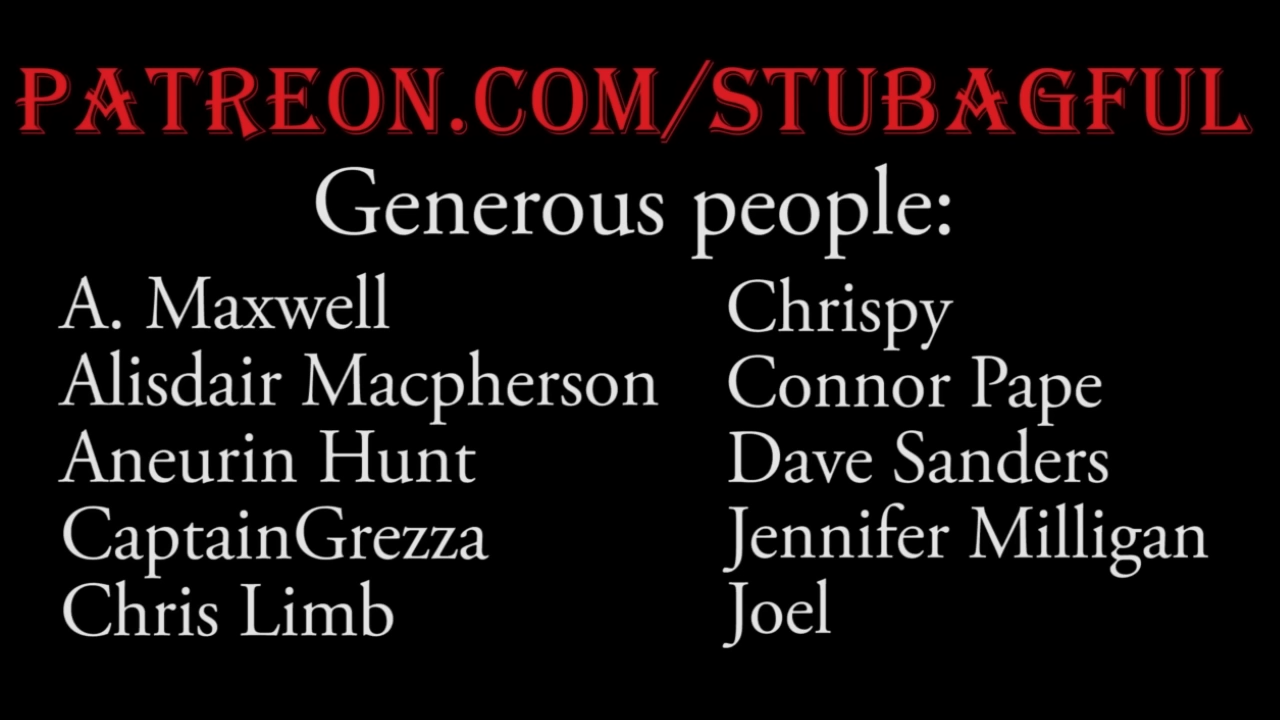 PATREON.COM/STUBAGFUL
Generous people:
A. Maxwell
Alisdair Macpherson
Aneurin Hunt
CaptainGrezza
Chris Limb
Chrispy
Connor Pape
Dave Sanders
Jennifer Milligan
Joel